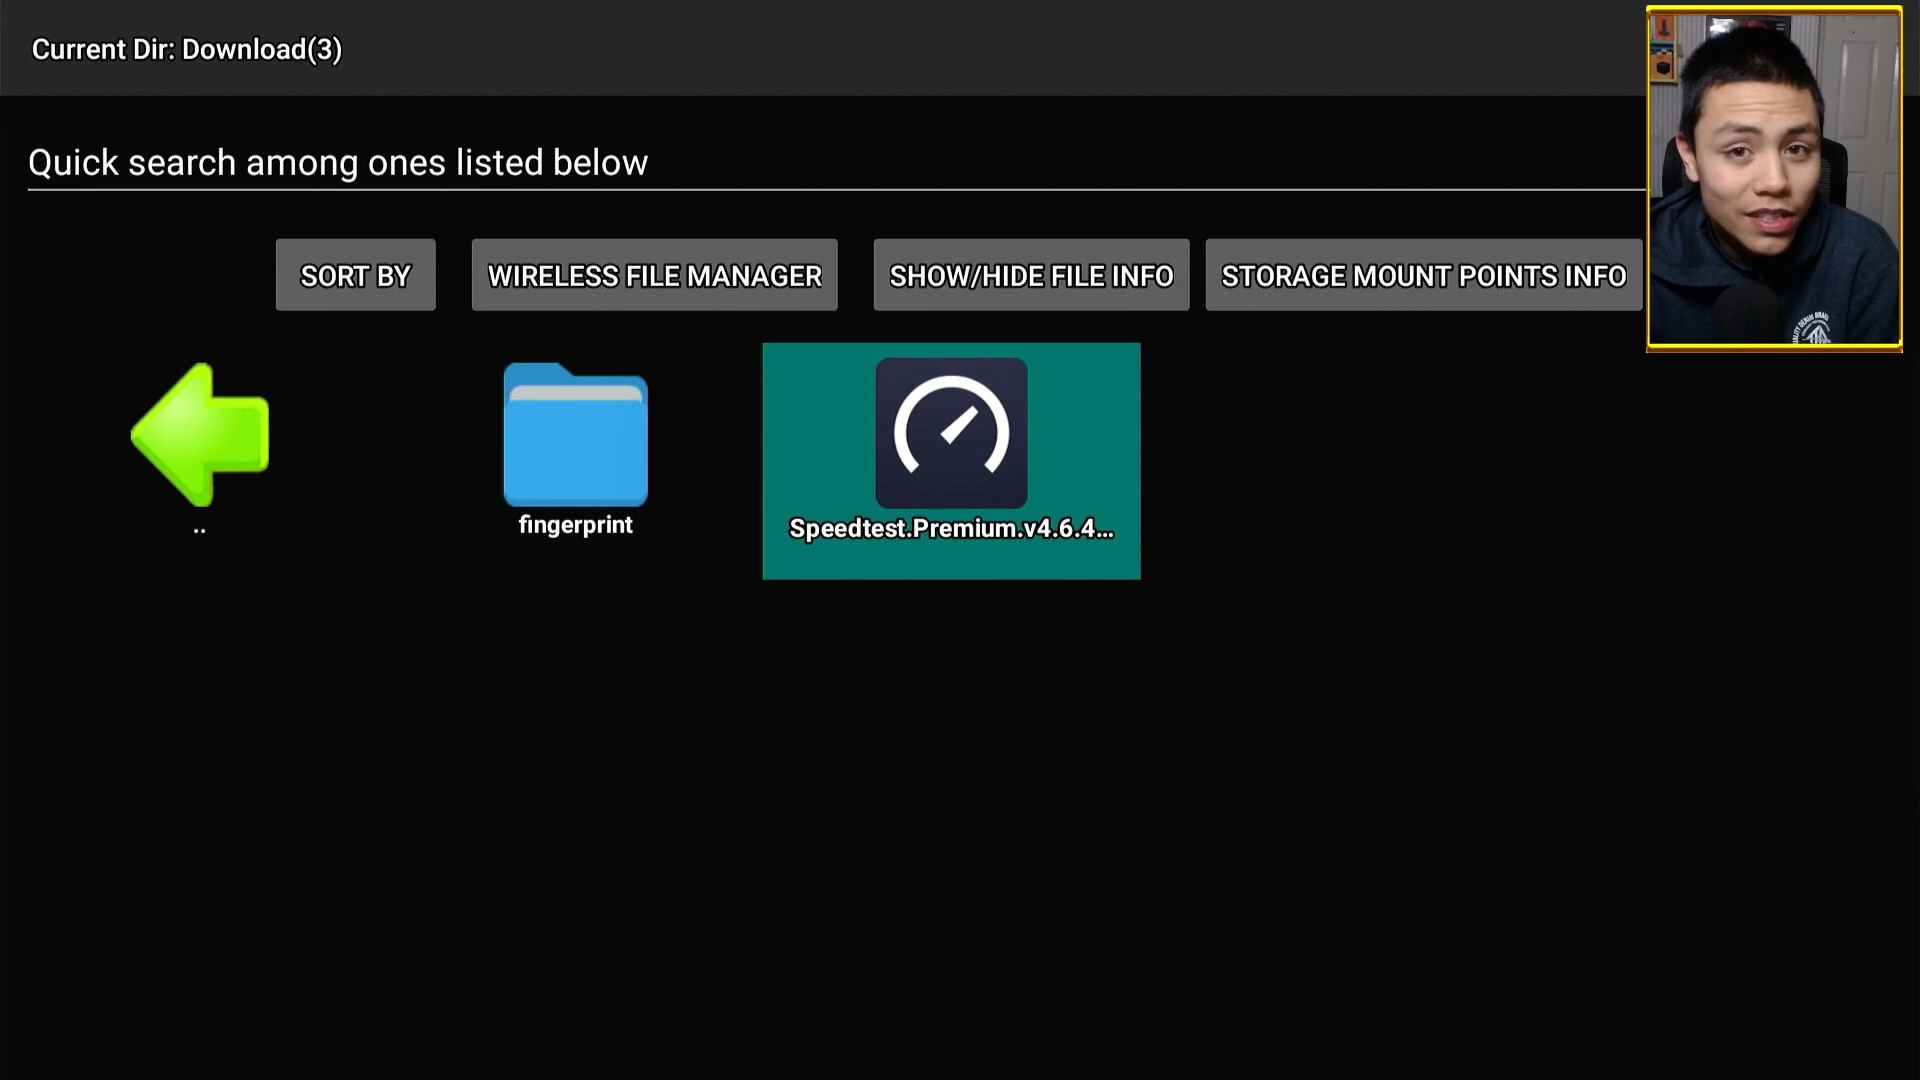 Current Dir: Download(3)
Quick search among ones listed below
SORT BY
WIRELESS FILE MANAGER
SHOW/HIDE FILE INFO
STORAGE MOUNT POINTS INFO
..
fingerprint
Speedtest.Premium.v4.6.4...